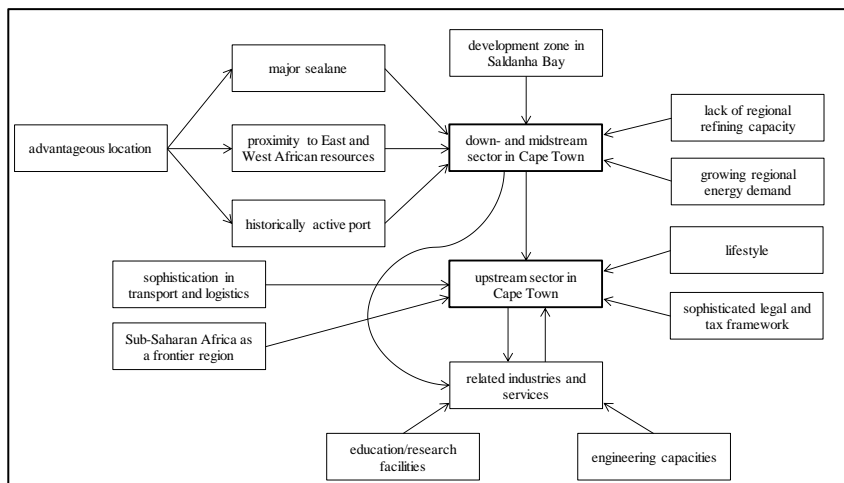 development zone in
Saldanha Bay
major sealane
lack of regional
refining capacity
advantageous location
proximity to East and
West African resources
down- and midstream
sector in Cape Town
growing regional
energy demand
historically active port
lifestyle
sophistication in
transport and logistics
upstream sector in
Cape Town
sophisticated legal and
tax framework
Sub-Saharan Africa as
a frontier region
related industries and
services
education/research
facilities
engineering capacities